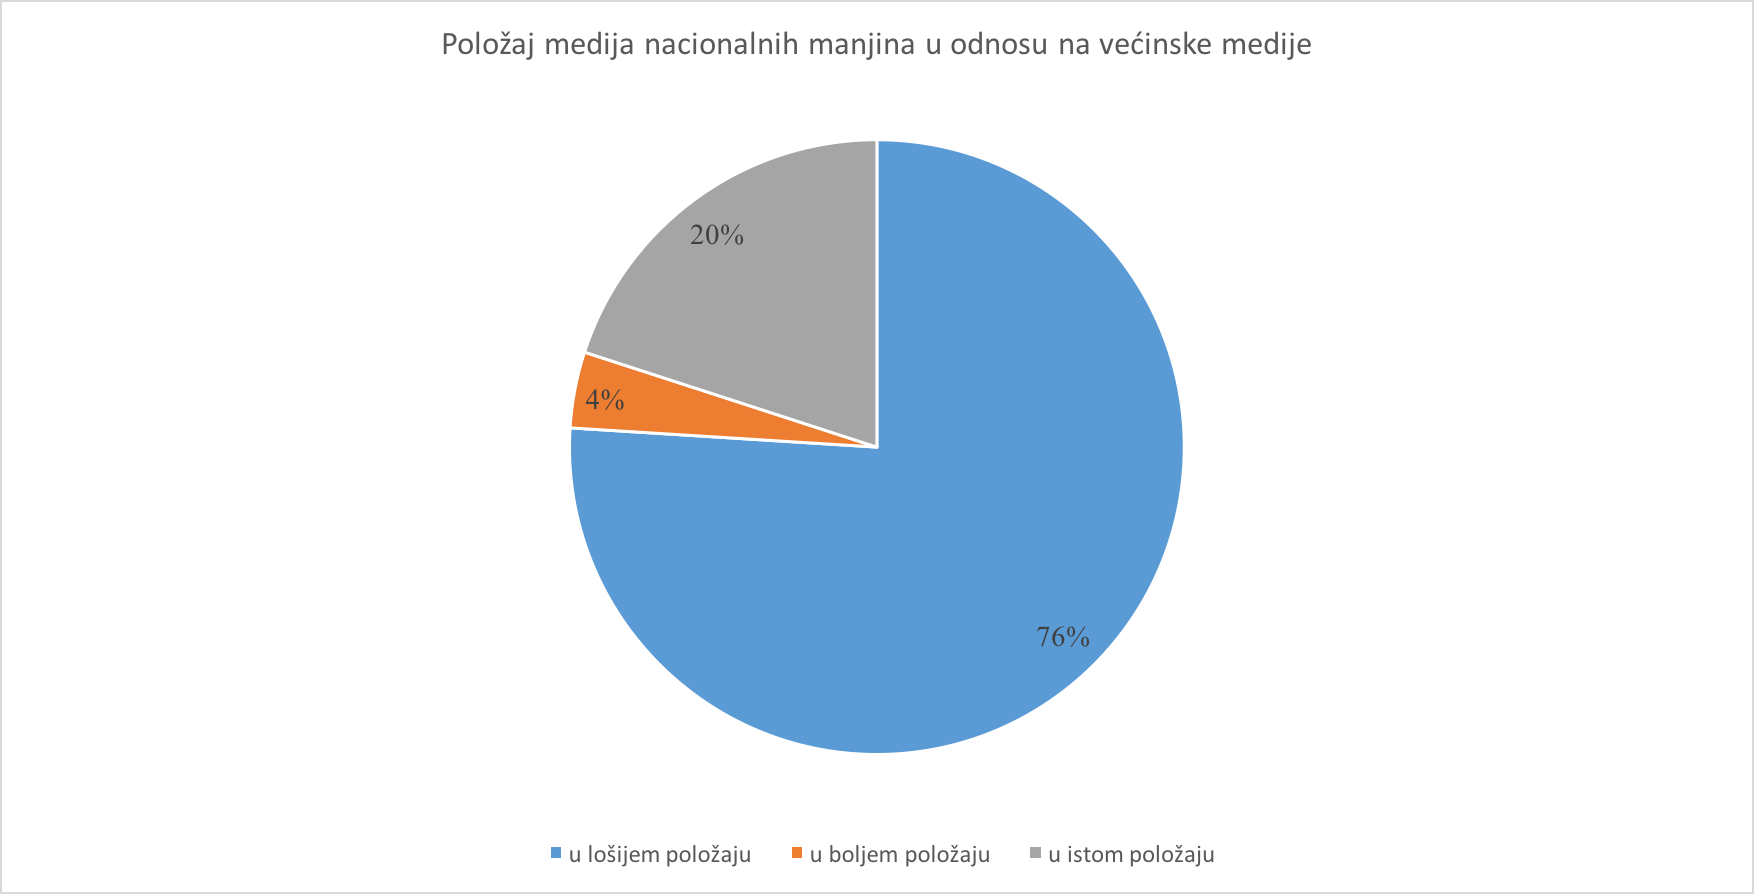 Položaj medija nacionalnih manjina u odnosu na većinske medije
20%
4%
76%
u lošijem položaju
u boljem položaju
u istom položaju